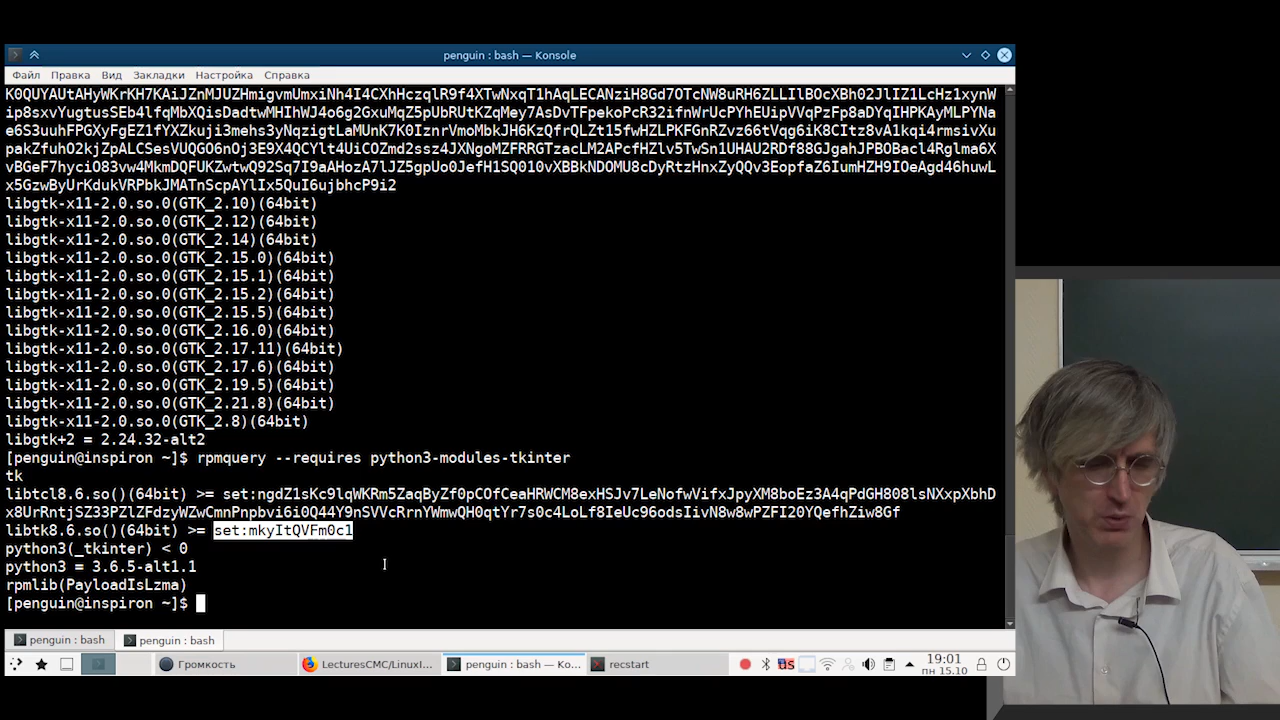 penguin : bash — Konsole
Файл Правка Вид Закладки Настройка Справка
K0QUYAUtAHyWKrKH7KAiJZnMJUZHmigvmUmxiNh4I4CXhHczqlR9f4XTwNxqT1hAqLECANziH8Gd7OTcNW8uRH6ZLLIlBOcXBh02JlIZ1LcHz1xynW
ip8sxvYugtusSEb4lfqMbXQisDadtwMHIhWJ4o6g2GxuMqZ5pUbRUtKZqMey7AsDvTFpekoPcR32ifnWrUcPYhEUipVVqPzFp8aDYqIHPKAyMLPYNa
e6S3uuhFPGXyFgEZ1fYXZkuji3mehs3yNqzigtLaMUnK7K0IznrVmoMbkJH6KzQfrQLZt15fwHZLPKFGnRZvz66tVqg6iK8CItz8vA1kqi4rmsivXu
pakZfuhO2kjZpALCSesVUQGO6nOj3E9X4QCYlt4UiCOZmd2ssz4JXNgoMZFRRGTzacLM2APcfHZlv5TwSn1UHAU2RDf88GJgahJPBOBacl4Rglma6X
vBGeF7hyciO83vw4MkmDQFUKZwtwQ92Sq7I9aAHozA7lJZ5gpUo0JefH1SQ010vXBBkNDOMU8cDyRtzHnxZyQQv3EopfaZ6IumHZH9IOeAgd46huwL
x5GzwByUrKdukVRPbkJMATnScpAYlIx5QuI6ujbhcP9i2
libgtk-x11-2.0.so.0(GTK_2.10)(64bit)
libgtk-x11-2.0.so.0(GTK_2.12)(64bit)
libgtk-x11-2.0.so.0(GTK_2.14)(64bit)
libgtk-x11-2.0.so.0(GTK_2.15.0)(64bit)
libgtk-x11-2.0.so.0(GTK_2.15.1)(64bit)
libgtk-x11-2.0.so.0(GTK_2.15.2)(64bit)
libgtk-x11-2.0.so.0(GTK_2.15.5)(64bit)
libgtk-x11-2.0.so.0(GTK_2.16.0)(64bit)
libgtk-x11-2.0.so.0(GTK_2.17.11)(64bit)
libgtk-x11-2.0.so.0(GTK_2.17.6)(64bit)
libgtk-x11-2.0.so.0(GTK_2.19.5)(64bit)
libgtk-x11-2.0.so.0(GTK_2.21.8)(64bit)
libgtk-x11-2.0.so.0(GTK_2.8)(64bit)
libgtk+2 = 2.24.32-alt2
[penguin@inspiron ~]$ rpmquery --requires python3-modules-tkinter
tk
libtcl8.6.so()(64bit) >= set:ngdZ1sKc9lqWKRm5ZaqByZf0pCOfCeaHRWCM8exHSJv7LeNofwVifxJpyXM8boEz3A4qPdGH808lsNXxpXbhD
x8UrRntjSZ33PZlZFdzyWZwCmnPnpbvi6i0Q44Y9nSVVcRrnYWmwQH0qtYr7s0c4LoLf8IeUc96odsIivN8w8wPZFI20YQefhZiw8Gf
libtk8.6.so()(64bit) >= set:mkyItQVFm0c1
python3(_tkinter) < 0
python3 = 3.6.5-alt1.1
rpmlib(PayloadIsLzma)
[penguin@inspiron ~]$
penguin : bash penguin : bash
Громкость LecturesCMC/LinuxI... penguin : bash — Ko... recstart us 19:01
пн 15.10